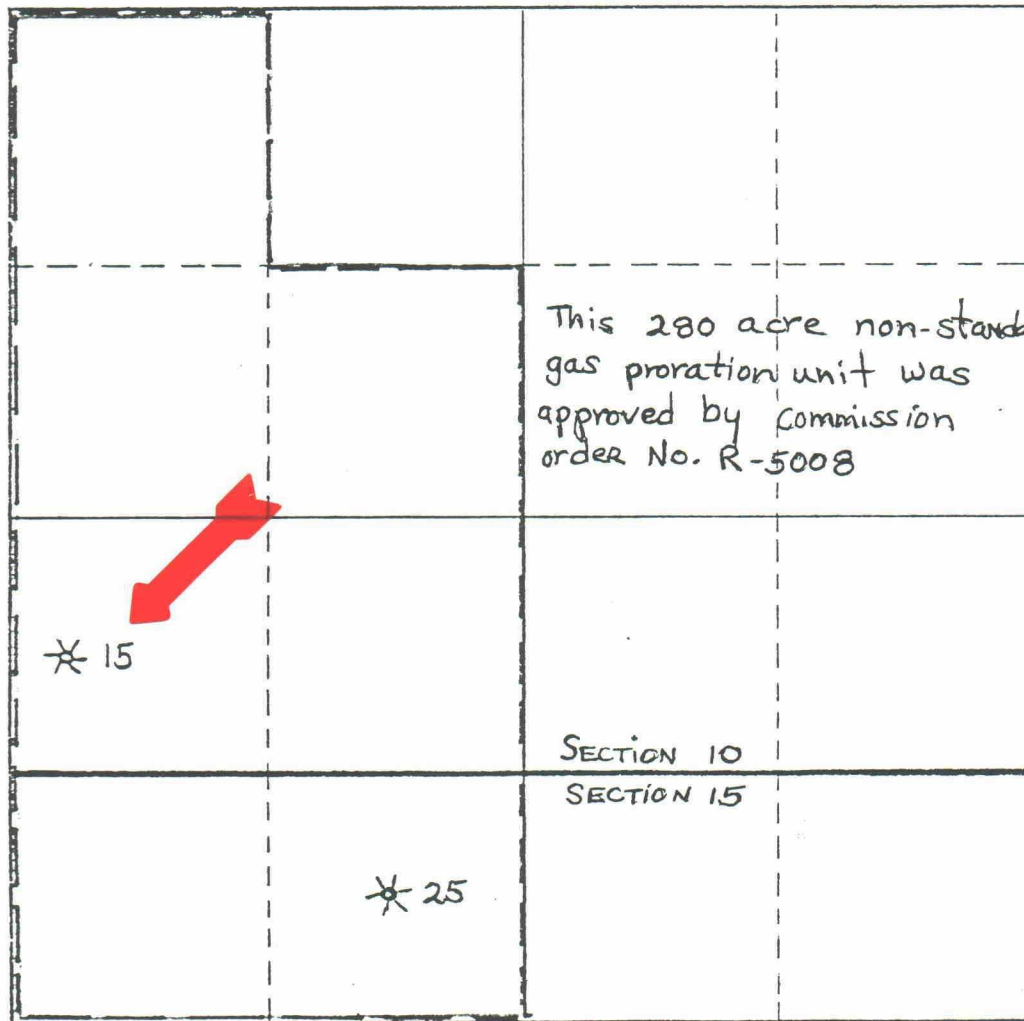 This 280 acre non-stand
gas proration unit was
approved by Commission
order No. R-5008
15
SECTION 10
SECTION 15
25